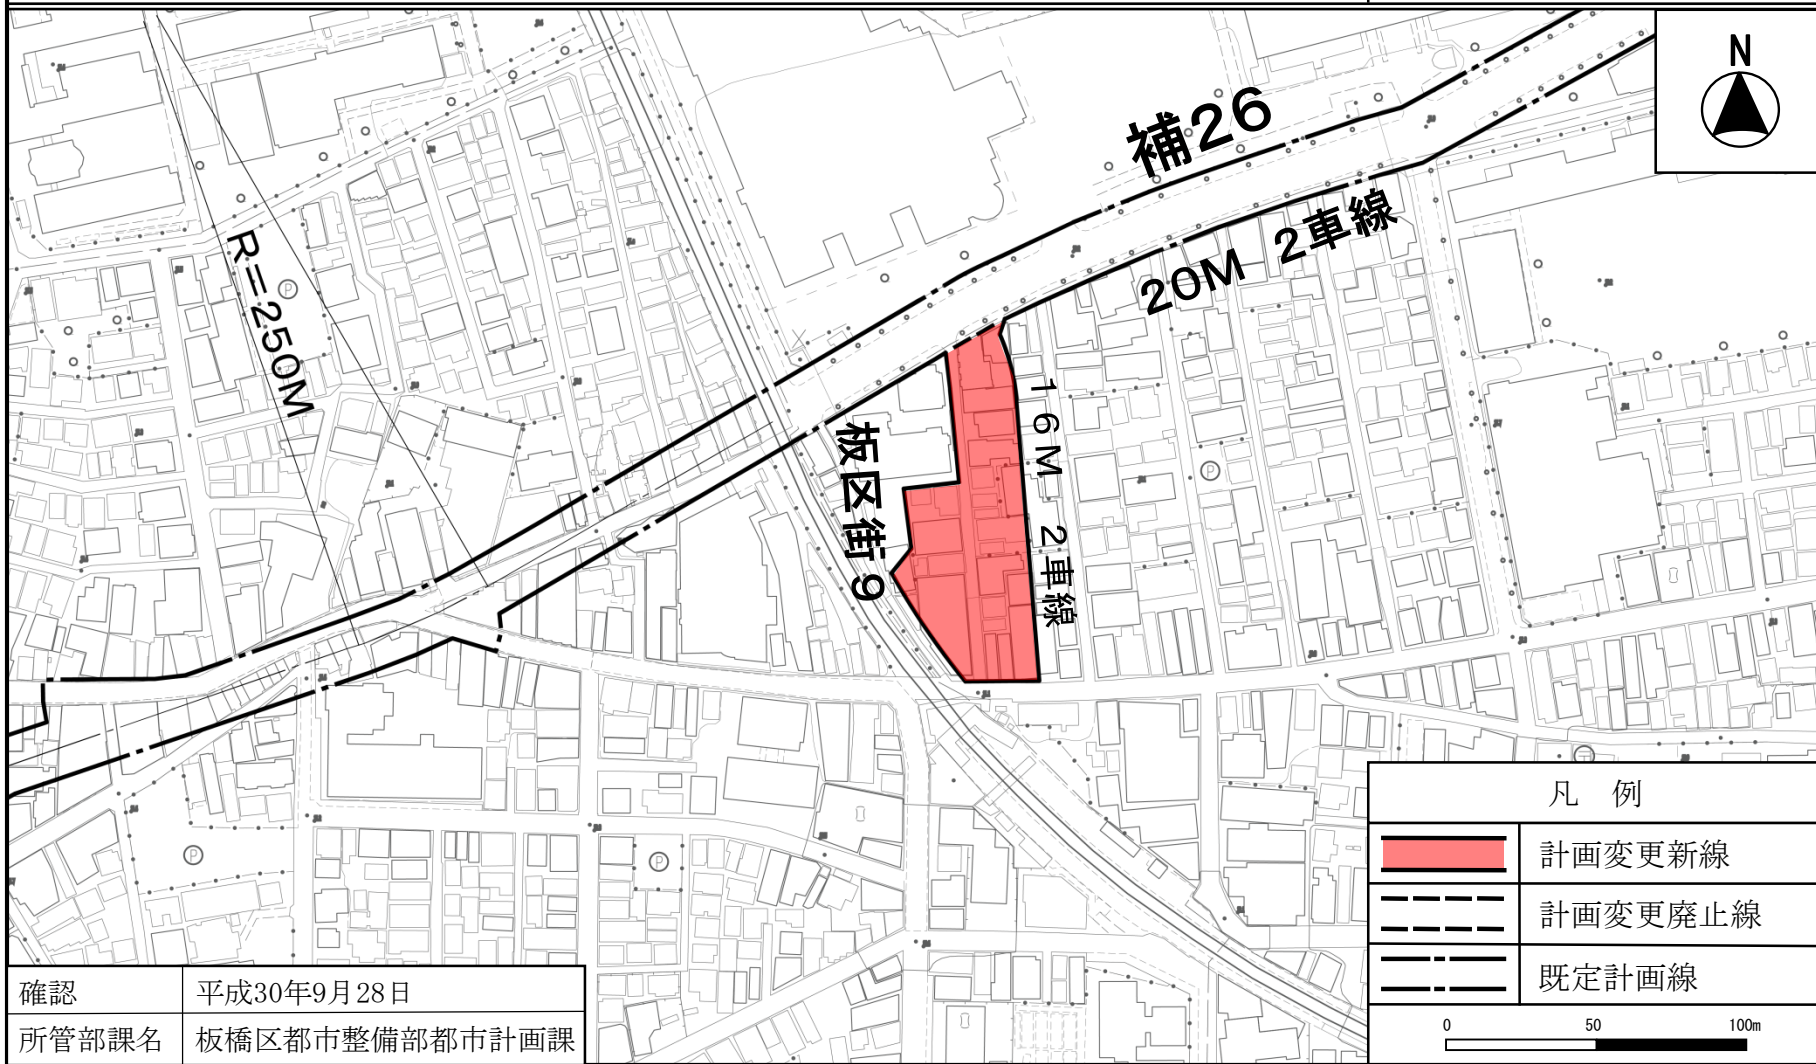 N
補26
20M 2車線
R=250M
16M 2車線
板区街9
P
P
P
P
凡 例
計画変更新線
計画変更廃止線
既定計画線
0 50 100m
確認 平成30年9月28日
所管部課名 板橋区都市整備部都市計画課